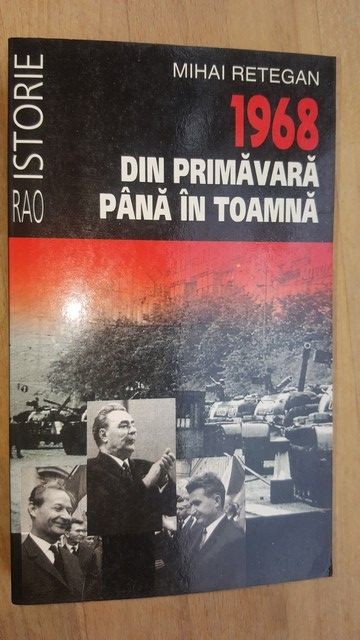 MIHAI RETEGAN
1968
DIN PRIMĂVARĂ
PÂNĂ ÎN TOAMNĂ
RAO ISTORIE